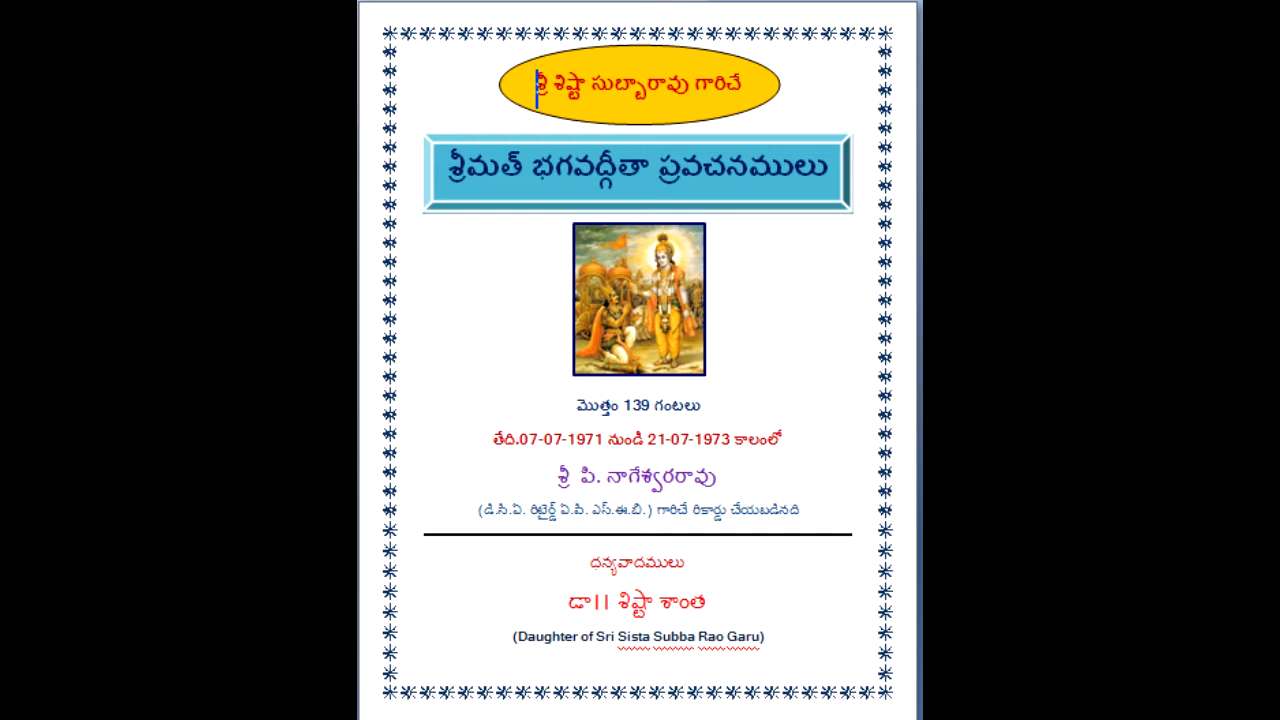 శ్రీ శిష్టా సుబ్బారావు గారిచే
శ్రీమత్ భగవద్గీతా ప్రవచనములు
మొత్తం 139 గంటలు
తేది.07-07-1971 నుండి 21-07-1973 కాలంలో
శ్రీ పి. నాగేశ్వరరావు
(డి.సి.ఏ. రిటైర్డ్ ఏ.పి. ఎస్.ఈ.బి.) గారిచే రికార్డు చేయబడినది
ధన్యవాదములు
డా|| శిష్టా శాంత
(Daughter of Sri Sista Subba Rao Garu)